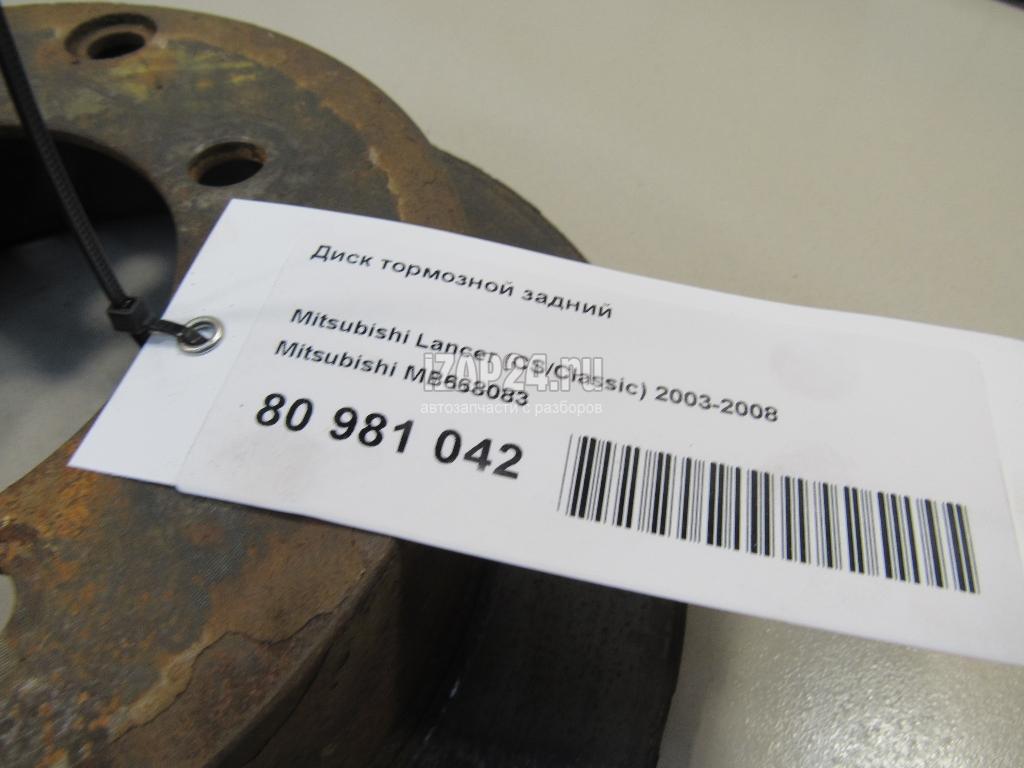 Диск тормозной задний
Mitsubishi Lancer (CS/Classic) 2003-2008
Mitsubishi MB668083
iZAP24.ru
автозапчасти с разборов
80 981 042